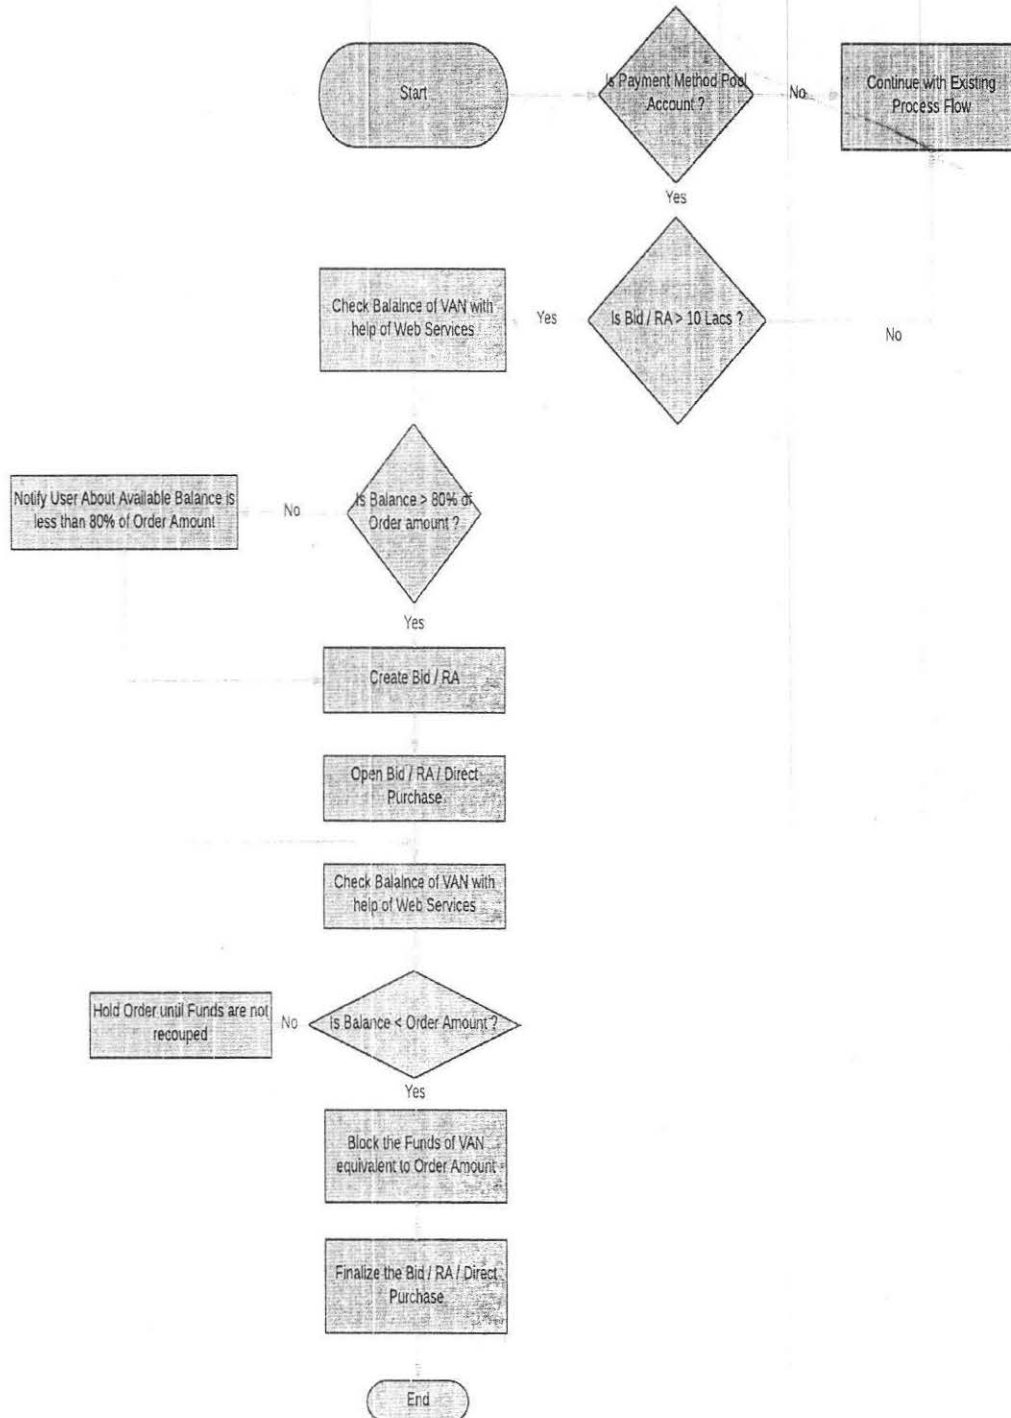 Start
Is Payment Method Pool
Account ?
No
Continue with Existing
Process Flow
Yes
Check Balalnce of VAN with
help of Web Services
Yes
Is Bid / RA > 10 Lacs ?
No
Notify User About Available Balance is
less than 80% of Order Amount
No
Is Balance > 80% of
Order amount ?
Yes
Create Bid / RA
Open Bid / RA / Direct
Purchase
Check Balalnce of VAN with
help of Web Services
Hold Order until Funds are not
recouped
No
Is Balance < Order Amount ?
Yes
Block the Funds of VAN
equivalent to Order Amount
Finalize the Bid / RA / Direct
Purchase
End